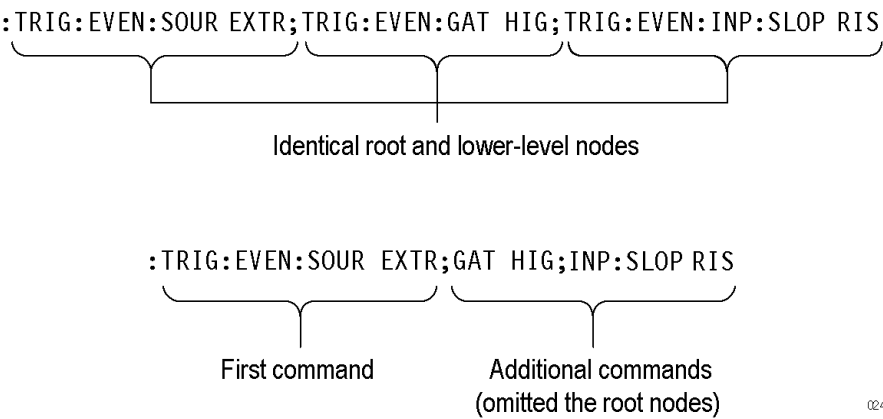 :TRIG:EVEN:SOUR EXTR;TRIG:EVEN:GAT HIG;TRIG:EVEN:INP:SLOP RIS
Identical root and lower-level nodes
:TRIG:EVEN:SOUR EXTR;GAT HIG;INP:SLOP RIS
First command
Additional commands
(omitted the root nodes)